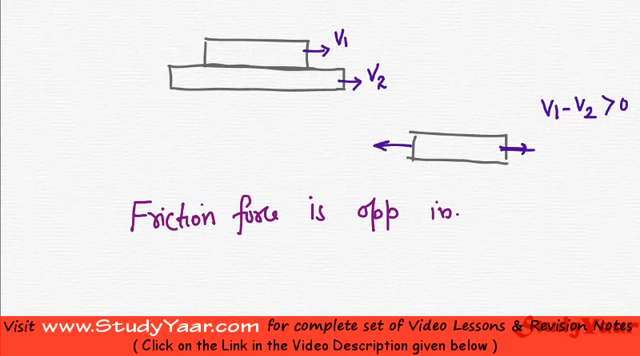 V1
V2
V1 - V2 > 0
Friction force is opp in.
Visit www.StudyYaar.com for complete set of Video Lessons & Revision Notes
StudyYaar
( Click on the Link in the Video Description given below )